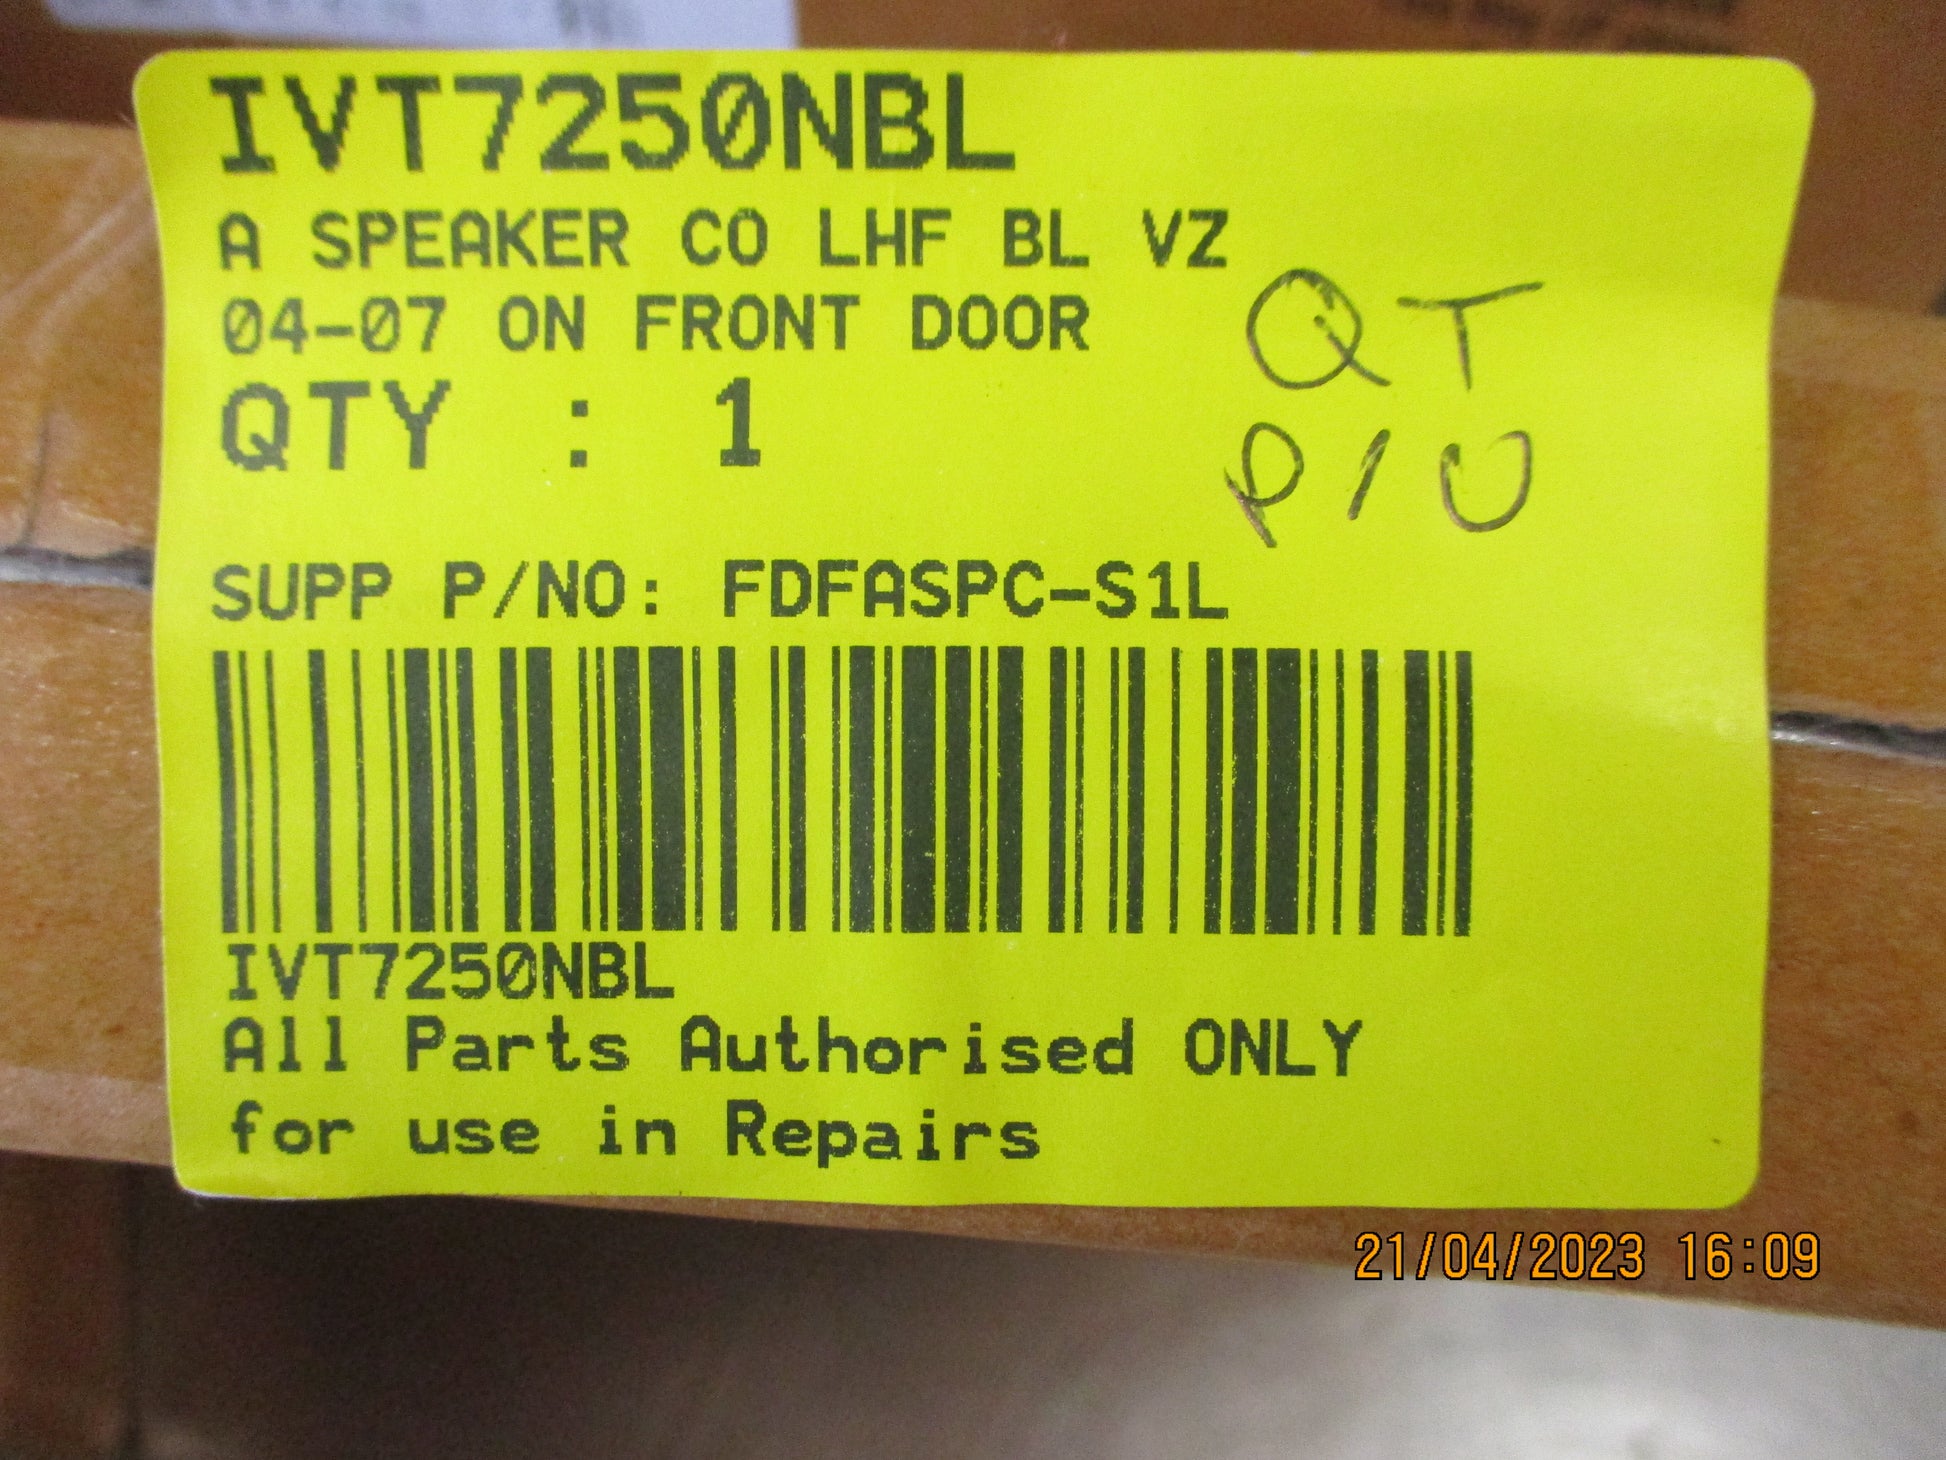 IVT7250NBL
A SPEAKER CO LHF BL VZ
04-07 ON FRONT DOOR
QTY : 1
QT
P/U
SUPP P/NO: FDFASPC-S1L
IVT7250NBL
All Parts Authorised ONLY
for use in Repairs
21/04/2023 16:09